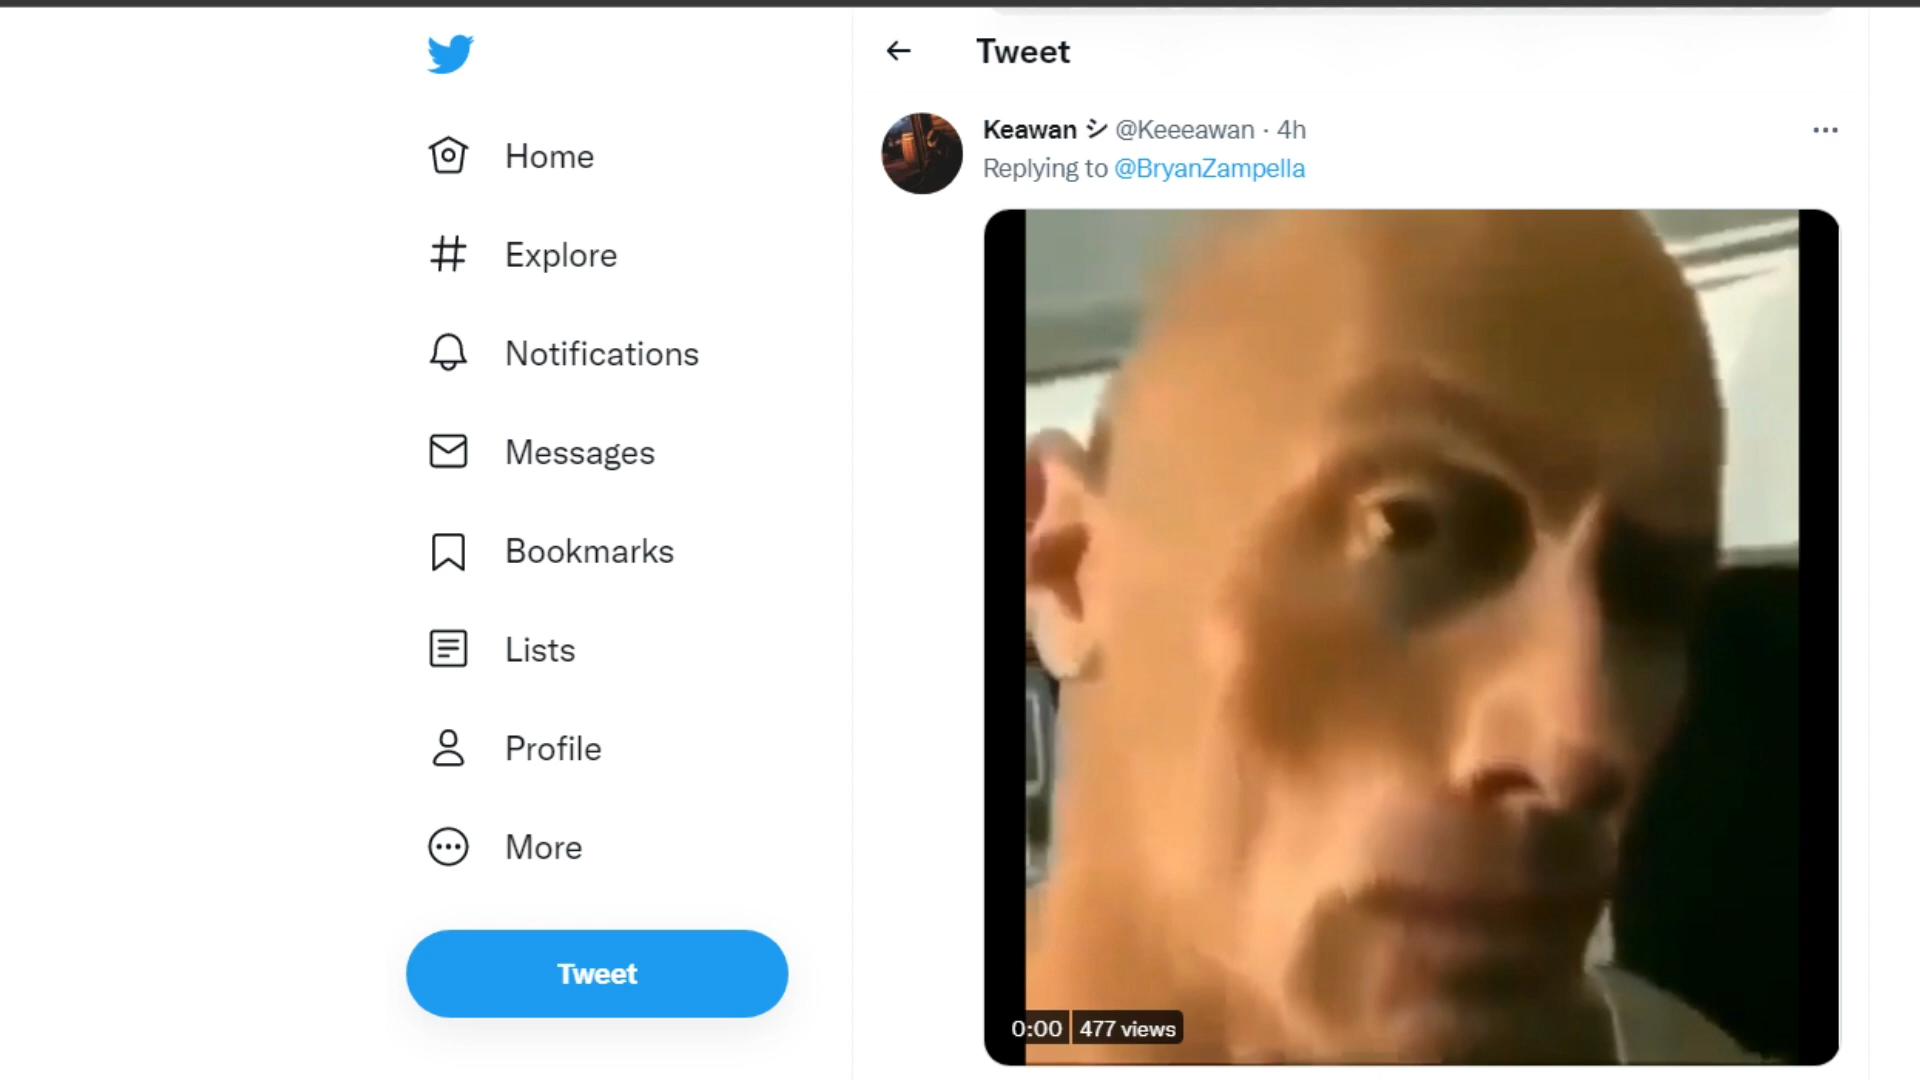 Tweet
Home
Explore
Notifications
Messages
Bookmarks
Lists
Profile
More
Tweet
Keawan シ @Keeeawan · 4h
Replying to @BryanZampella
0:00 477 views